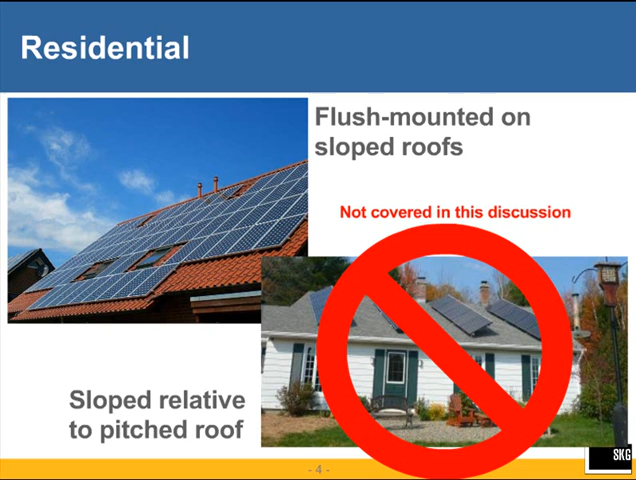 Residential
Flush-mounted on
sloped roofs
Not covered in this discussion
Sloped relative
to pitched roof
- 4 -
SKG